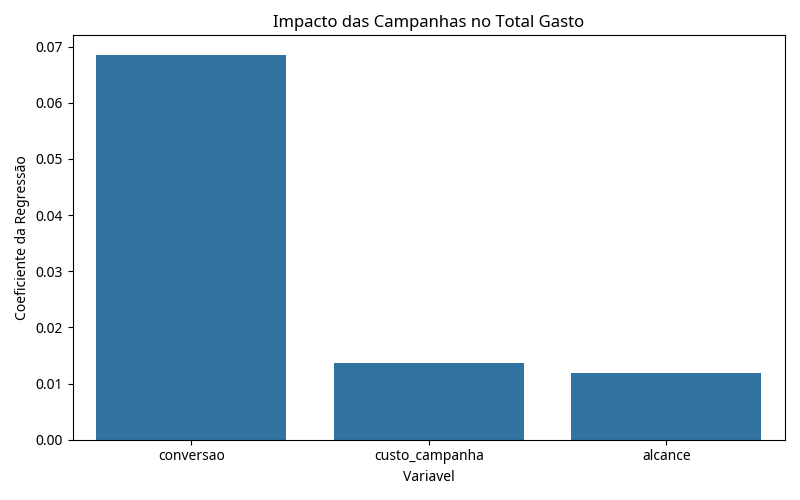 Impacto das Campanhas no Total Gasto
Coeficiente da Regressão
0.07
0.06
0.05
0.04
0.03
0.02
0.01
0.00
conversao
custo_campanha
alcance
Variavel